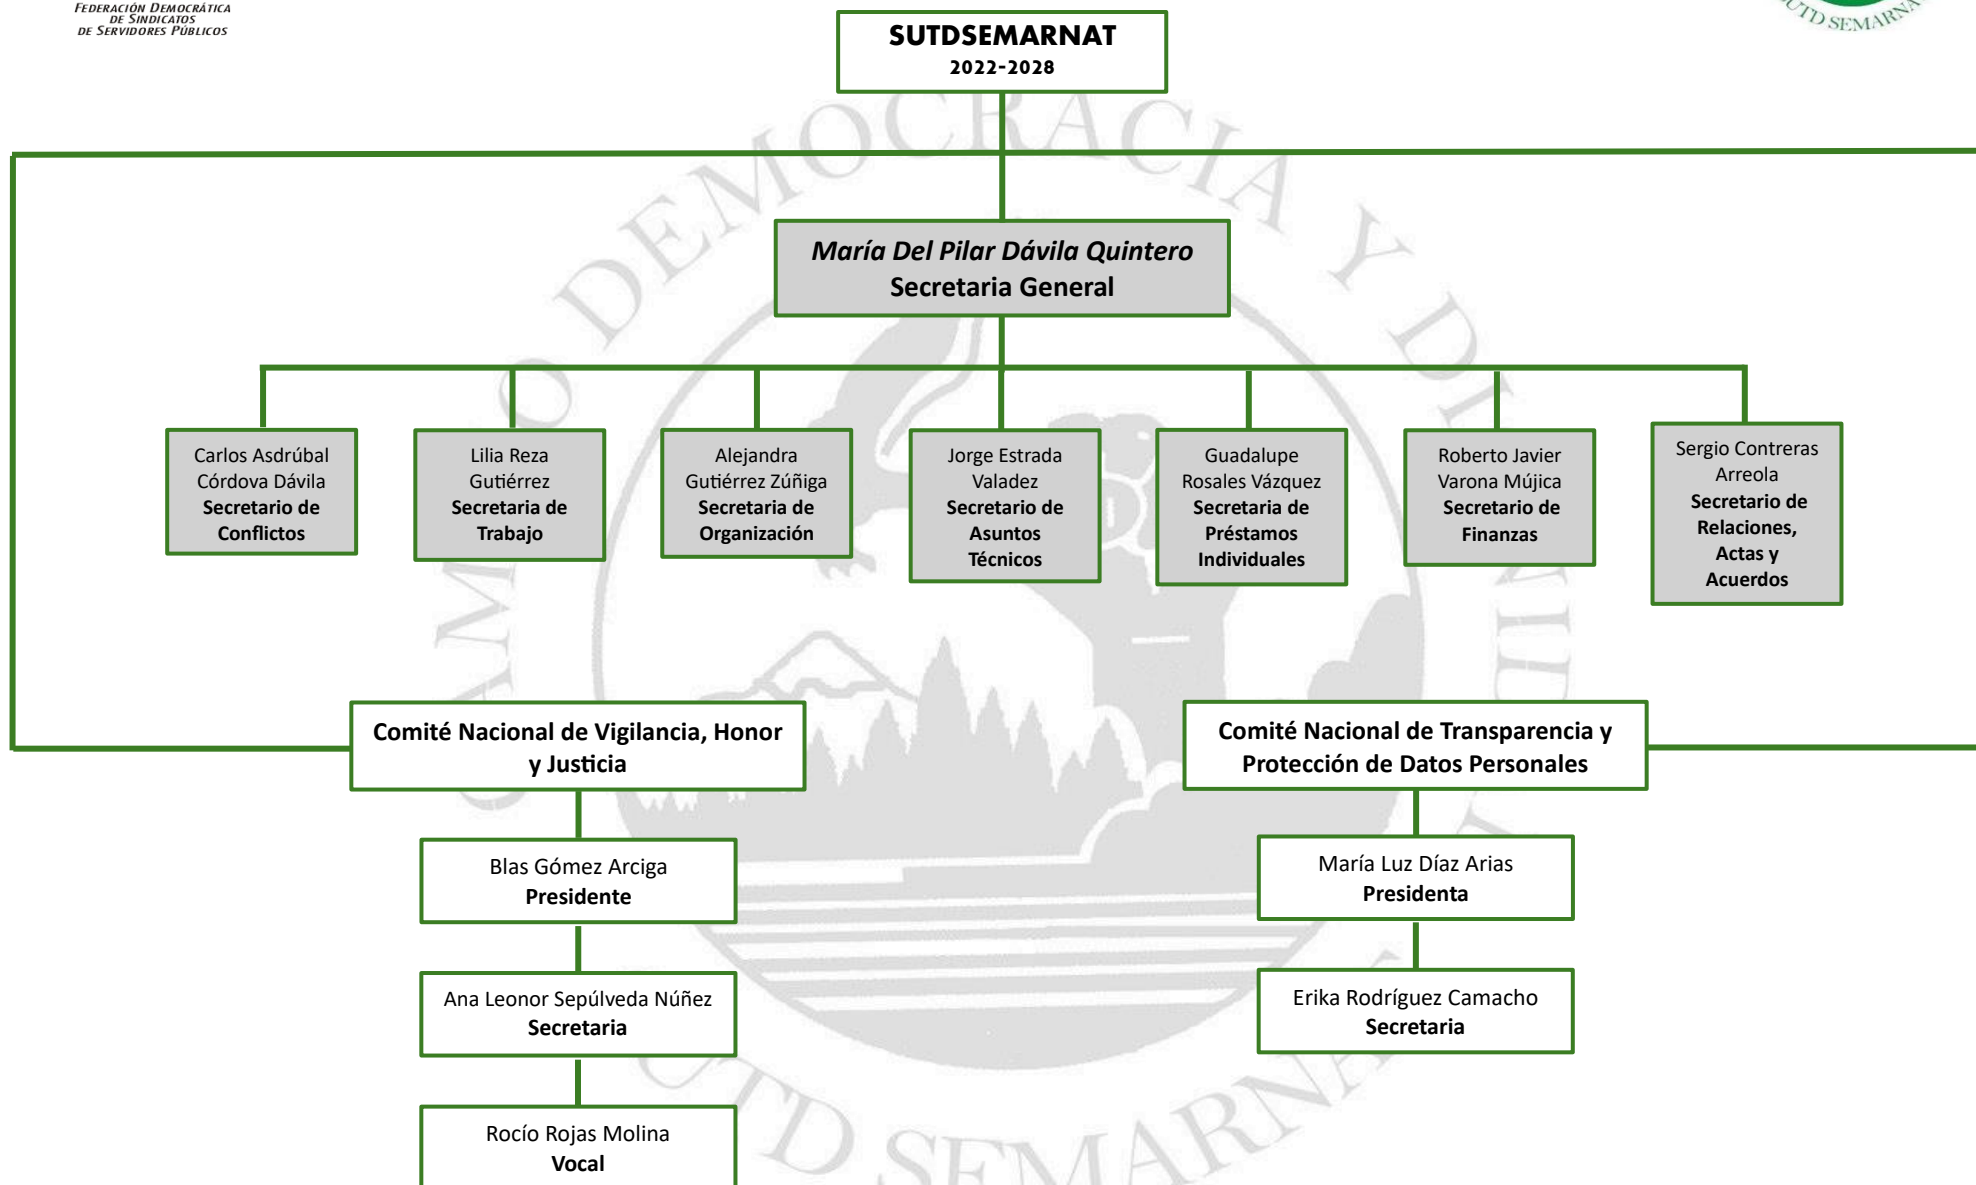 FEDERACIÓN DEMOCRÁTICA
DE SINDICATOS
DE SERVIDORES PÚBLICOS
SUTD SEMARNAT
SUTDSEMARNAT
2022-2028
María Del Pilar Dávila Quintero
Secretaria General
Carlos Asdrúbal
Córdova Dávila
Secretario de
Conflictos
Lilia Reza
Gutiérrez
Secretaria de
Trabajo
Alejandra
Gutiérrez Zúñiga
Secretaria de
Organización
Jorge Estrada
Valadez
Secretario de
Asuntos
Técnicos
Guadalupe
Rosales Vázquez
Secretaria de
Préstamos
Individuales
Roberto Javier
Varona Mújica
Secretario de
Finanzas
Sergio Contreras
Arreola
Secretario de
Relaciones,
Actas y
Acuerdos
Comité Nacional de Vigilancia, Honor
y Justicia
Comité Nacional de Transparencia y
Protección de Datos Personales
Blas Gómez Arciga
Presidente
María Luz Díaz Arias
Presidenta
Ana Leonor Sepúlveda Núñez
Secretaria
Erika Rodríguez Camacho
Secretaria
Rocío Rojas Molina
Vocal
DEMOCRACIA Y
UTD SEMARNA